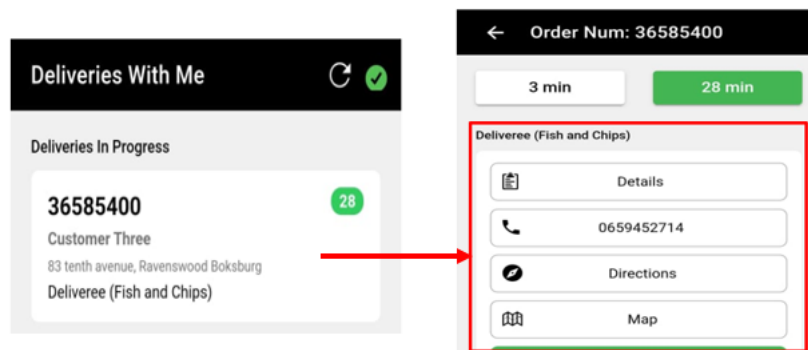 Deliveries With Me
Deliveries In Progress
36585400
28
Customer Three
83 tenth avenue, Ravenswood Boksburg
Deliveree (Fish and Chips)
Order Num: 36585400
3 min
28 min
Deliveree (Fish and Chips)
Details
0659452714
Directions
Map